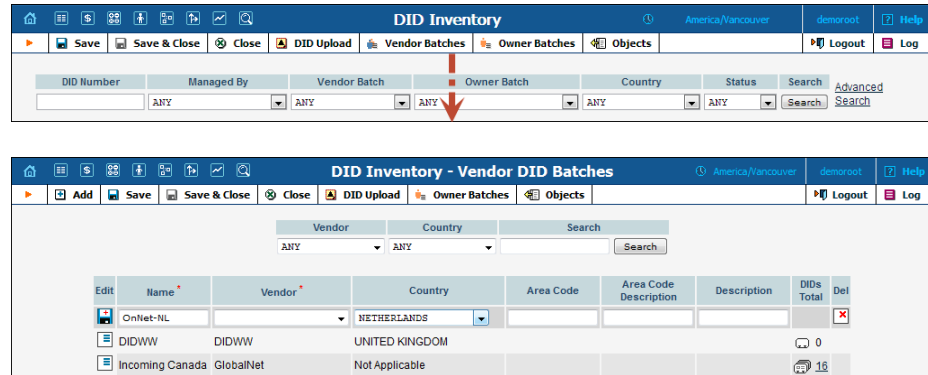 DID Inventory America/Vancouver demoroot ? Help
Save Save & Close Close DID Upload Vendor Batches Owner Batches Objects Logout Log
DID Number Managed By Vendor Batch Owner Batch Country Status Search Advanced Search
ANY ANY ANY ANY ANY Search
DID Inventory - Vendor DID Batches America/Vancouver demoroot ? Help
Add Save Save & Close Close DID Upload Owner Batches Objects Logout Log
Vendor Country Search
ANY ANY Search
Edit Name * Vendor * Country Area Code Area Code Description Description DIDs Total Del
OnNet-NL NETHERLANDS
DIDWW DIDWW UNITED KINGDOM 0
Incoming Canada GlobalNet Not Applicable 16